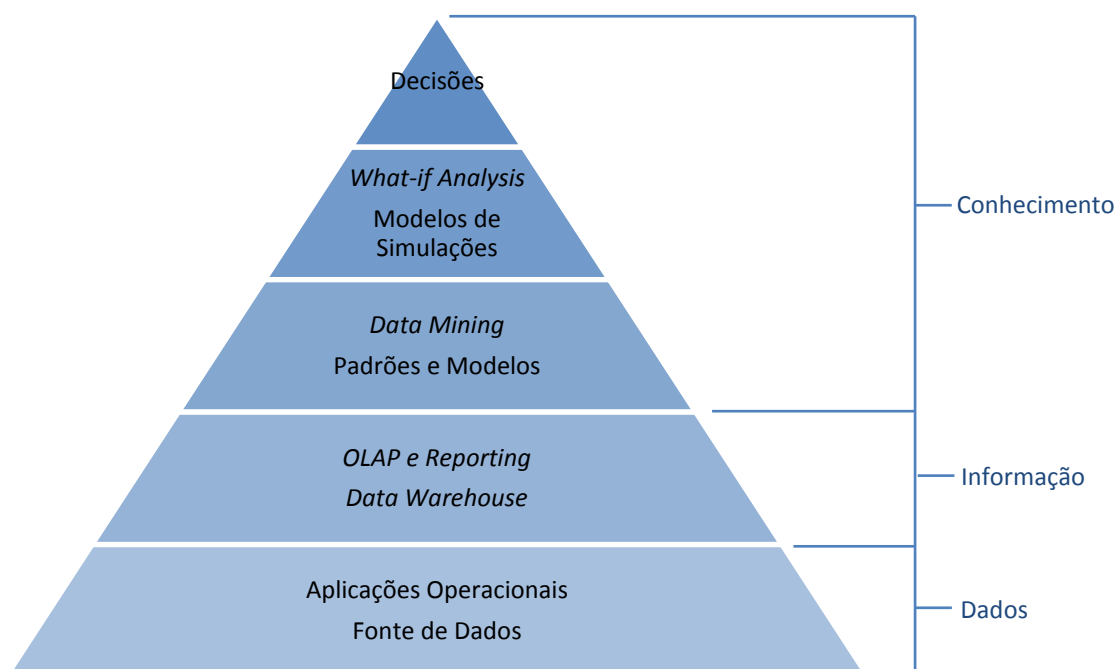 Decisões
What-if Analysis
Modelos de
Simulações
Conhecimento
Data Mining
Padrões e Modelos
OLAP e Reporting
Data Warehouse
Informação
Aplicações Operacionais
Fonte de Dados
Dados